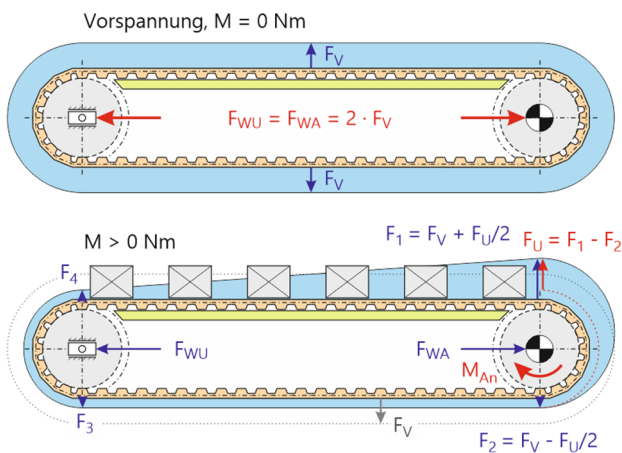 Vorspannung, M = 0 Nm
F_V
F_WU = F_WA = 2 · F_V
F_V
M > 0 Nm
F_1 = F_V + F_U/2
F_U = F_1 - F_2
F_4
F_WU
F_WA
M_An
F_3
F_V
F_2 = F_V - F_U/2